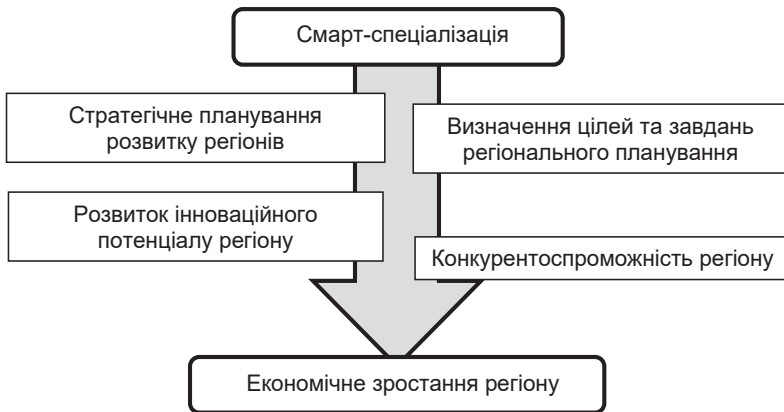 Смарт-спеціалізація
Стратегічне планування
розвитку регіонів
Визначення цілей та завдань
регіонального планування
Розвиток інноваційного
потенціалу регіону
Конкурентоспроможність регіону
Економічне зростання регіону